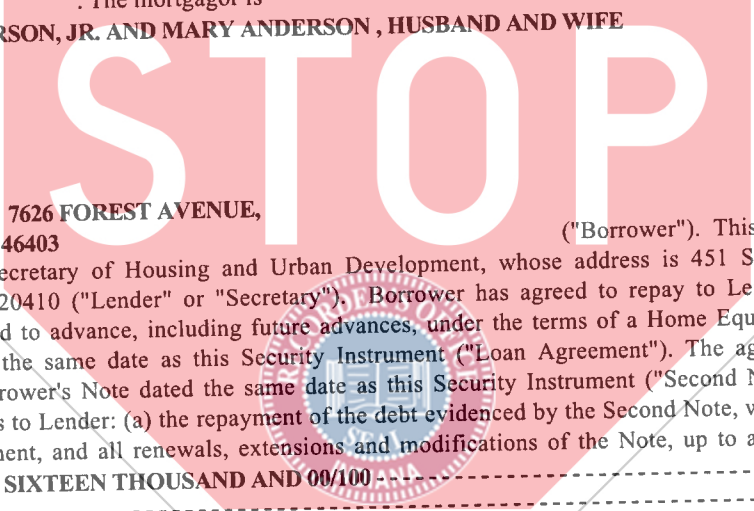 . The mortgagor is
RSON, JR. AND MARY ANDERSON , HUSBAND AND WIFE
STOP
7626 FOREST AVENUE,
46403
("Borrower"). This
ecretary of Housing and Urban Development, whose address is 451 S
20410 ("Lender" or "Secretary"). Borrower has agreed to repay to Le
d to advance, including future advances, under the terms of a Home Equ
the same date as this Security Instrument ("Loan Agreement"). The ag
rower's Note dated the same date as this Security Instrument ("Second N
s to Lender: (a) the repayment of the debt evidenced by the Second Note, w
nent, and all renewals, extensions and modifications of the Note, up to a
SIXTEEN THOUSAND AND 00/100 - - - - - - - - - - - - - - - - - - - - - - - - - - - - - -
RECORDER'S OFFICE
SEAL
INDIANA